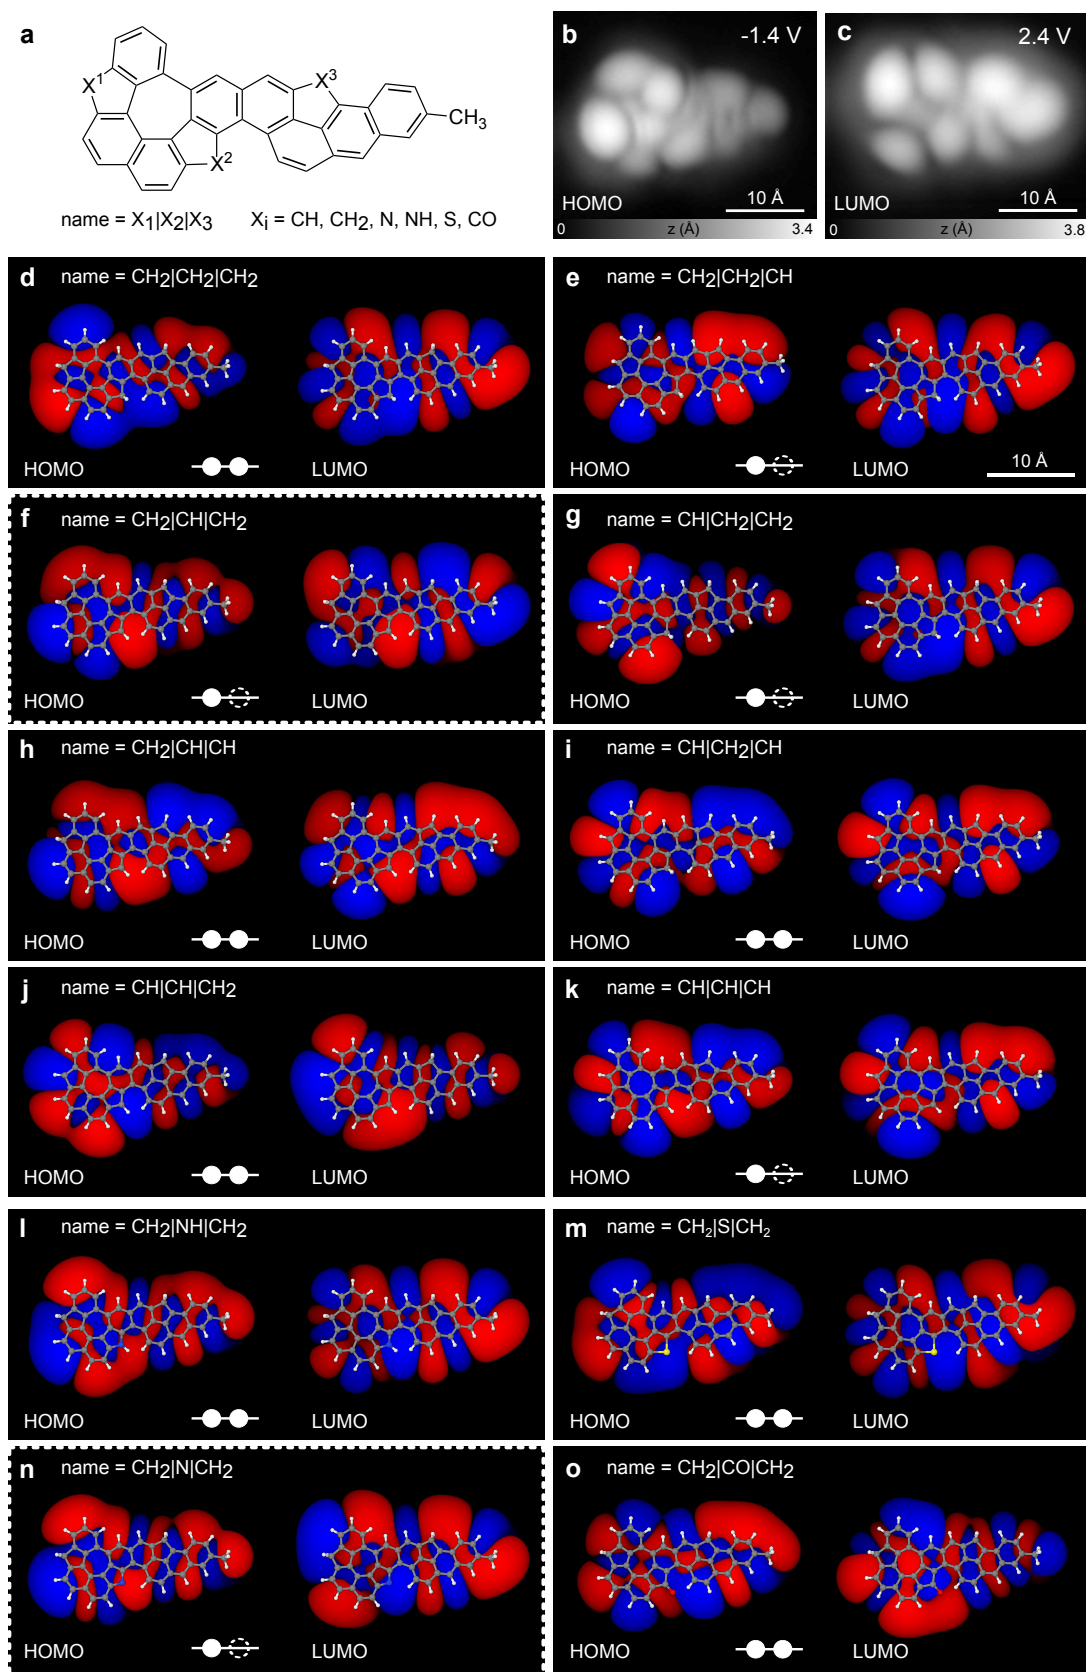 a
X1
X3
X2
CH3
name = X1|X2|X3
Xi = CH, CH2, N, NH, S, CO
b
-1.4 V
HOMO
10 Å
0
z (Å)
3.4
c
2.4 V
LUMO
10 Å
0
z (Å)
3.8
d
name = CH2|CH2|CH2
HOMO
LUMO
e
name = CH2|CH2|CH
HOMO
LUMO
10 Å
f
name = CH2|CH|CH2
HOMO
LUMO
g
name = CH|CH2|CH2
HOMO
LUMO
h
name = CH2|CH|CH
HOMO
LUMO
i
name = CH|CH2|CH
HOMO
LUMO
j
name = CH|CH|CH2
HOMO
LUMO
k
name = CH|CH|CH
HOMO
LUMO
l
name = CH2|NH|CH2
HOMO
LUMO
m
name = CH2|S|CH2
HOMO
LUMO
n
name = CH2|N|CH2
HOMO
LUMO
o
name = CH2|CO|CH2
HOMO
LUMO